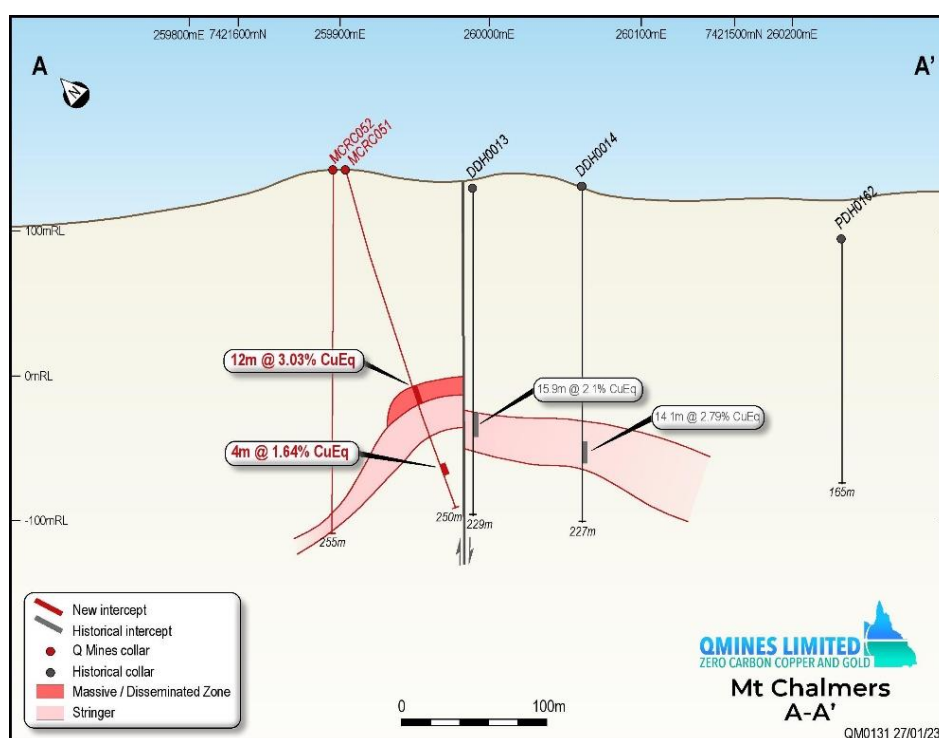 259800mE 7421600mN 259900mE 260000mE 260100mE 7421500mN 260200mE
A
A'
N
MCRC052
MCRC051
DDH0013
DDH0014
PDH0162
100mRL
0mRL
12m @ 3.03% CuEq
15.9m @ 2.1% CuEq
14.1m @ 2.79% CuEq
4m @ 1.64% CuEq
165m
-100mRL
250m
229m
227m
255m
New intercept
Historical intercept
Q Mines collar
Historical collar
Massive / Disseminated Zone
Stringer
0 100m
QMINES LIMITED
ZERO CARBON COPPER AND GOLD
Mt Chalmers
A-A'
QM0131 27/01/23